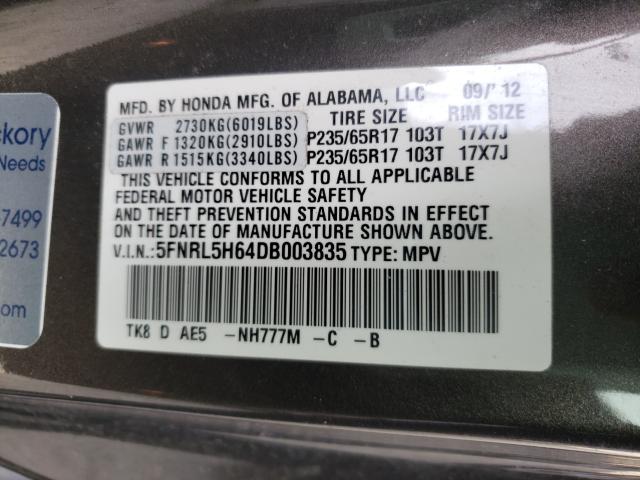 MFD. BY HONDA MFG. OF ALABAMA, LLC 09/'12
TIRE SIZE RIM SIZE
GVWR 2730KG(6019LBS)
GAWR F 1320KG(2910LBS) P235/65R17 103T 17X7J
GAWR R 1515KG(3340LBS) P235/65R17 103T 17X7J
THIS VEHICLE CONFORMS TO ALL APPLICABLE
FEDERAL MOTOR VEHICLE SAFETY
AND THEFT PREVENTION STANDARDS IN EFFECT
ON THE DATE OF MANUFACTURE SHOWN ABOVE.
V.I.N.:5FNRL5H64DB003835 TYPE: MPV
TK8 D AE5 -NH777M -C -B
ckory
Needs
-7499
2673
om